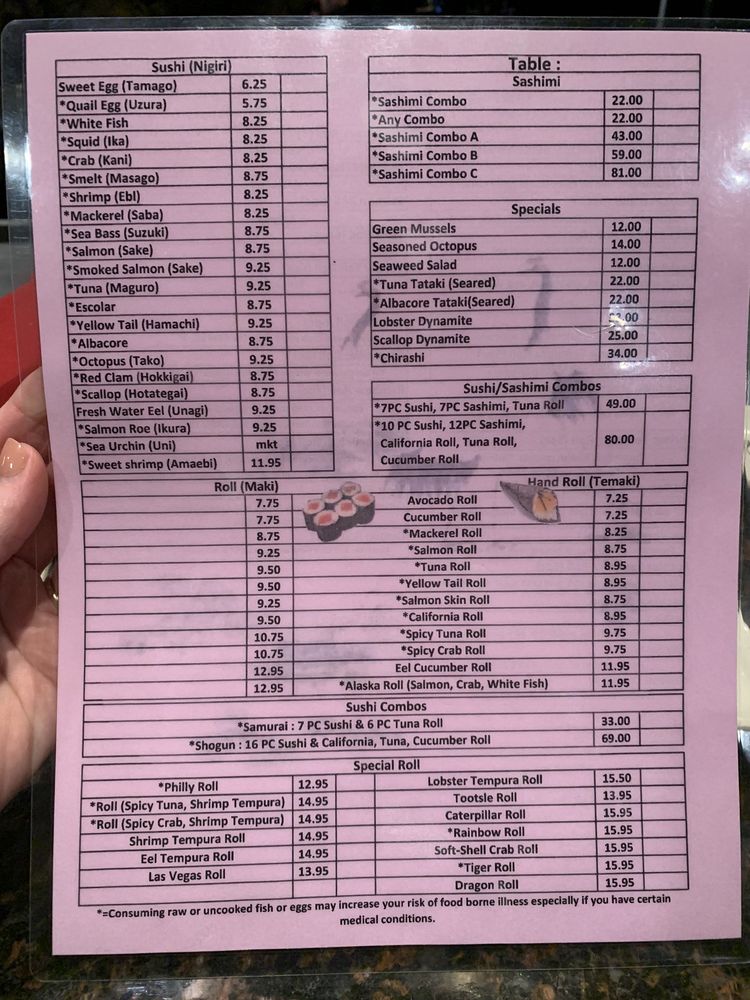 Sushi (Nigiri)
Sweet Egg (Tamago) 6.25
*Quail Egg (Uzura) 5.75
*White Fish 8.25
*Squid (Ika) 8.25
*Crab (Kani) 8.25
*Smelt (Masago) 8.75
*Shrimp (EbI) 8.25
*Mackerel (Saba) 8.25
*Sea Bass (Suzuki) 8.75
*Salmon (Sake) 8.75
*Smoked Salmon (Sake) 9.25
*Tuna (Maguro) 9.25
*Escolar 8.75
*Yellow Tail (Hamachi) 9.25
*Albacore 8.75
*Octopus (Tako) 9.25
*Red Clam (Hokkigai) 8.75
*Scallop (Hotategai) 8.75
Fresh Water Eel (Unagi) 9.25
*Salmon Roe (Ikura) 9.25
*Sea Urchin (Uni) mkt
*Sweet shrimp (Amaebi) 11.95
Table :
Sashimi
*Sashimi Combo 22.00
*Any Combo 22.00
*Sashimi Combo A 43.00
*Sashimi Combo B 59.00
*Sashimi Combo C 81.00
Specials
Green Mussels 12.00
Seasoned Octopus 14.00
Seaweed Salad 12.00
*Tuna Tataki (Seared) 22.00
*Albacore Tataki(Seared) 22.00
Lobster Dynamite
Scallop Dynamite 25.00
*Chirashi 34.00
Sushi/Sashimi Combos
*7PC Sushi, 7PC Sashimi, Tuna Roll 49.00
*10 PC Sushi, 12PC Sashimi,
California Roll, Tuna Roll, 80.00
Cucumber Roll
Roll (Maki) Hand Roll (Temaki)
7.75 Avocado Roll 7.25
7.75 Cucumber Roll 7.25
8.75 *Mackerel Roll 8.25
9.25 *Salmon Roll 8.75
9.50 *Tuna Roll 8.95
9.50 *Yellow Tail Roll 8.95
9.25 *Salmon Skin Roll 8.75
9.50 *California Roll 8.95
10.75 *Spicy Tuna Roll 9.75
10.75 *Spicy Crab Roll 9.75
12.95 Eel Cucumber Roll 11.95
12.95 *Alaska Roll (Salmon, Crab, White Fish) 11.95
Sushi Combos
*Samurai : 7 PC Sushi & 6 PC Tuna Roll 33.00
*Shogun : 16 PC Sushi & California, Tuna, Cucumber Roll 69.00
Special Roll
*Philly Roll 12.95
*Roll (Spicy Tuna, Shrimp Tempura) 14.95
*Roll (Spicy Crab, Shrimp Tempura) 14.95
Shrimp Tempura Roll 14.95
Eel Tempura Roll 14.95
Las Vegas Roll 13.95
Lobster Tempura Roll 15.50
Tootsle Roll 13.95
Caterpillar Roll 15.95
*Rainbow Roll 15.95
Soft-Shell Crab Roll 15.95
*Tiger Roll 15.95
Dragon Roll 15.95
*=Consuming raw or uncooked fish or eggs may increase your risk of food borne illness especially if you have certain
medical conditions.